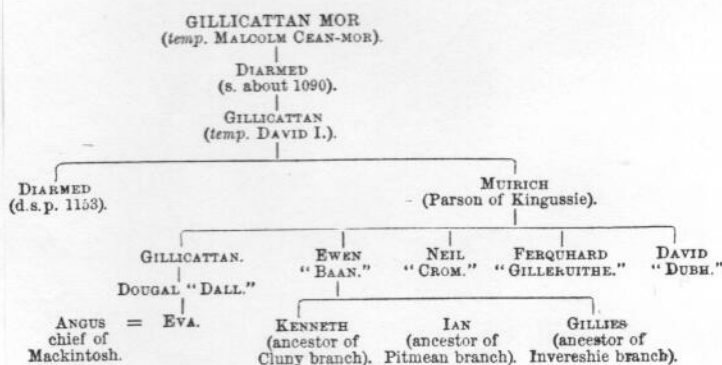 GILLICATTAN MOR
(temp. MALCOLM CEAN-MOR).
DIARMED
(s. about 1090).
GILLICATTAN
(temp. DAVID I.).
DIARMED
(d.s.p. 1153).
MUIRICH
(Parson of Kingussie).
GILLICATTAN.
DOUGAL "DALL."
EWEN
"BAAN."
NEIL
"CROM."
FERQUHARD
"GILLERUITHE."
DAVID
"DUBH."
ANGUS = EVA.
chief of
Mackintosh.
KENNETH
(ancestor of
Cluny branch).
IAN
(ancestor of
Pitmean branch).
GILLIES
(ancestor of
Invereshie branch).